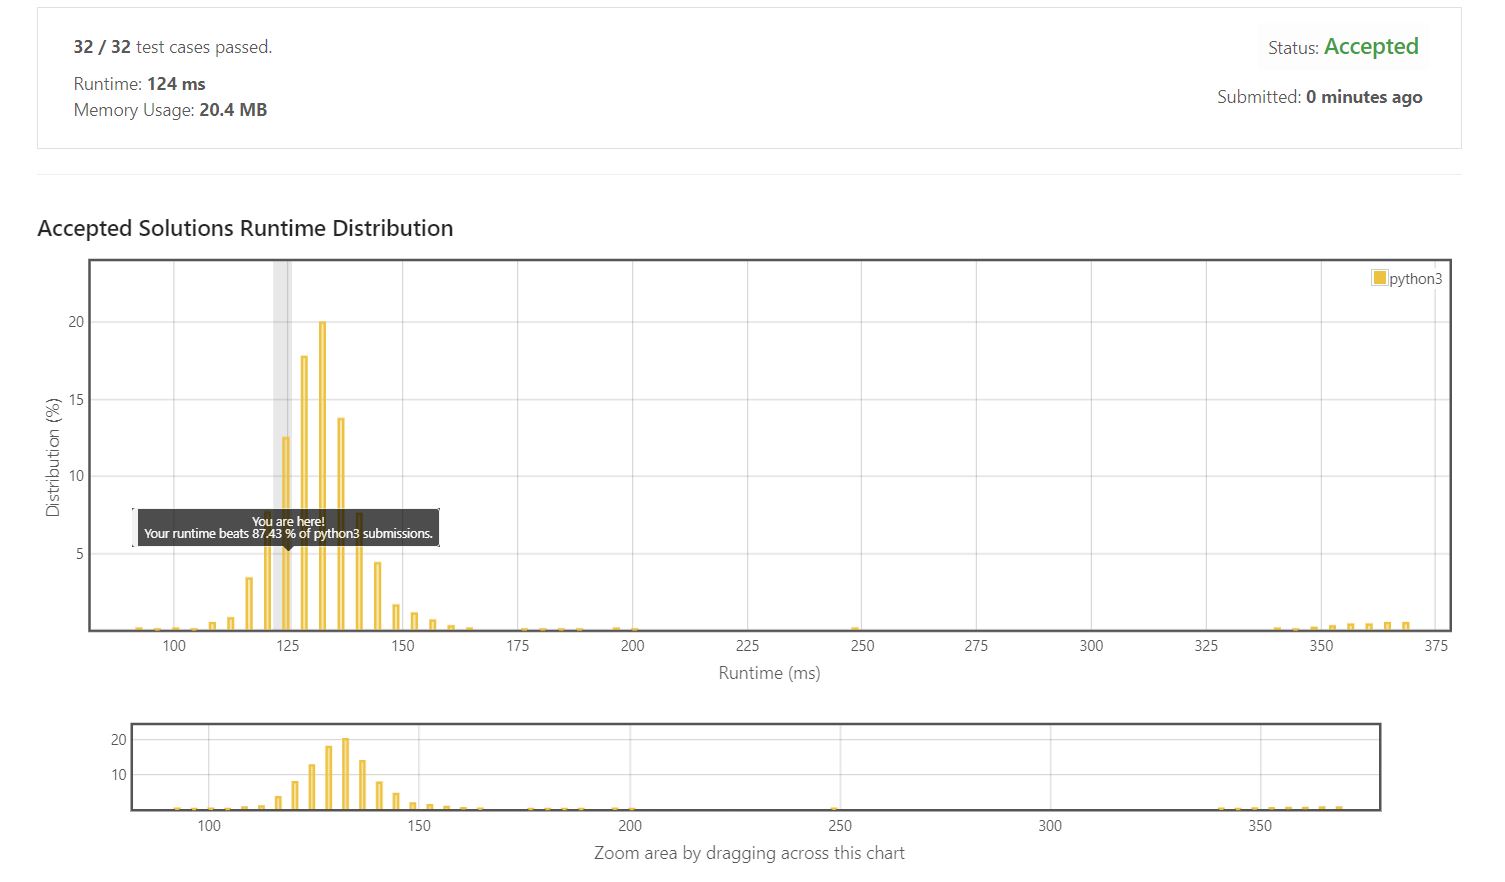 32 / 32 test cases passed.
Status: Accepted
Runtime: 124 ms
Memory Usage: 20.4 MB
Submitted: 0 minutes ago
Accepted Solutions Runtime Distribution
python3
20
15
10
5
Distribution (%)
You are here!
Your runtime beats 87.43 % of python3 submissions.
100 125 150 175 200 225 250 275 300 325 350 375
Runtime (ms)
20
10
100 150 200 250 300 350
Zoom area by dragging across this chart